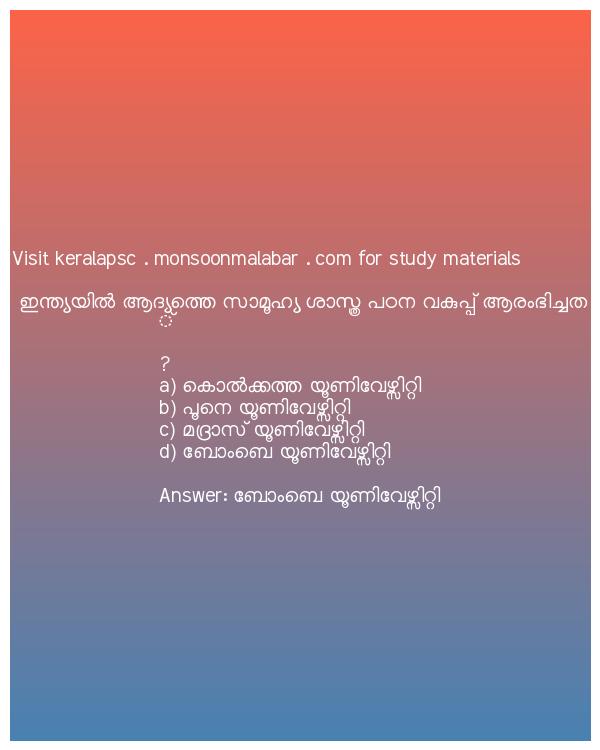 Visit keralapsc . monsoonmalabar . com for study materials
ഇന്ത്യയിൽ ആദ്യത്തെ സാമൂഹ്യ ശാസ്ത്ര പഠന വകുപ്പ് ആരംഭിച്ചത
്
?
a) കൊൽക്കത്ത യൂണിവേഴ്സിറ്റി
b) പൂനെ യൂണിവേഴ്സിറ്റി
c) മദ്രാസ് യൂണിവേഴ്സിറ്റി
d) ബോംബെ യൂണിവേഴ്സിറ്റി
Answer: ബോംബെ യൂണിവേഴ്സിറ്റി